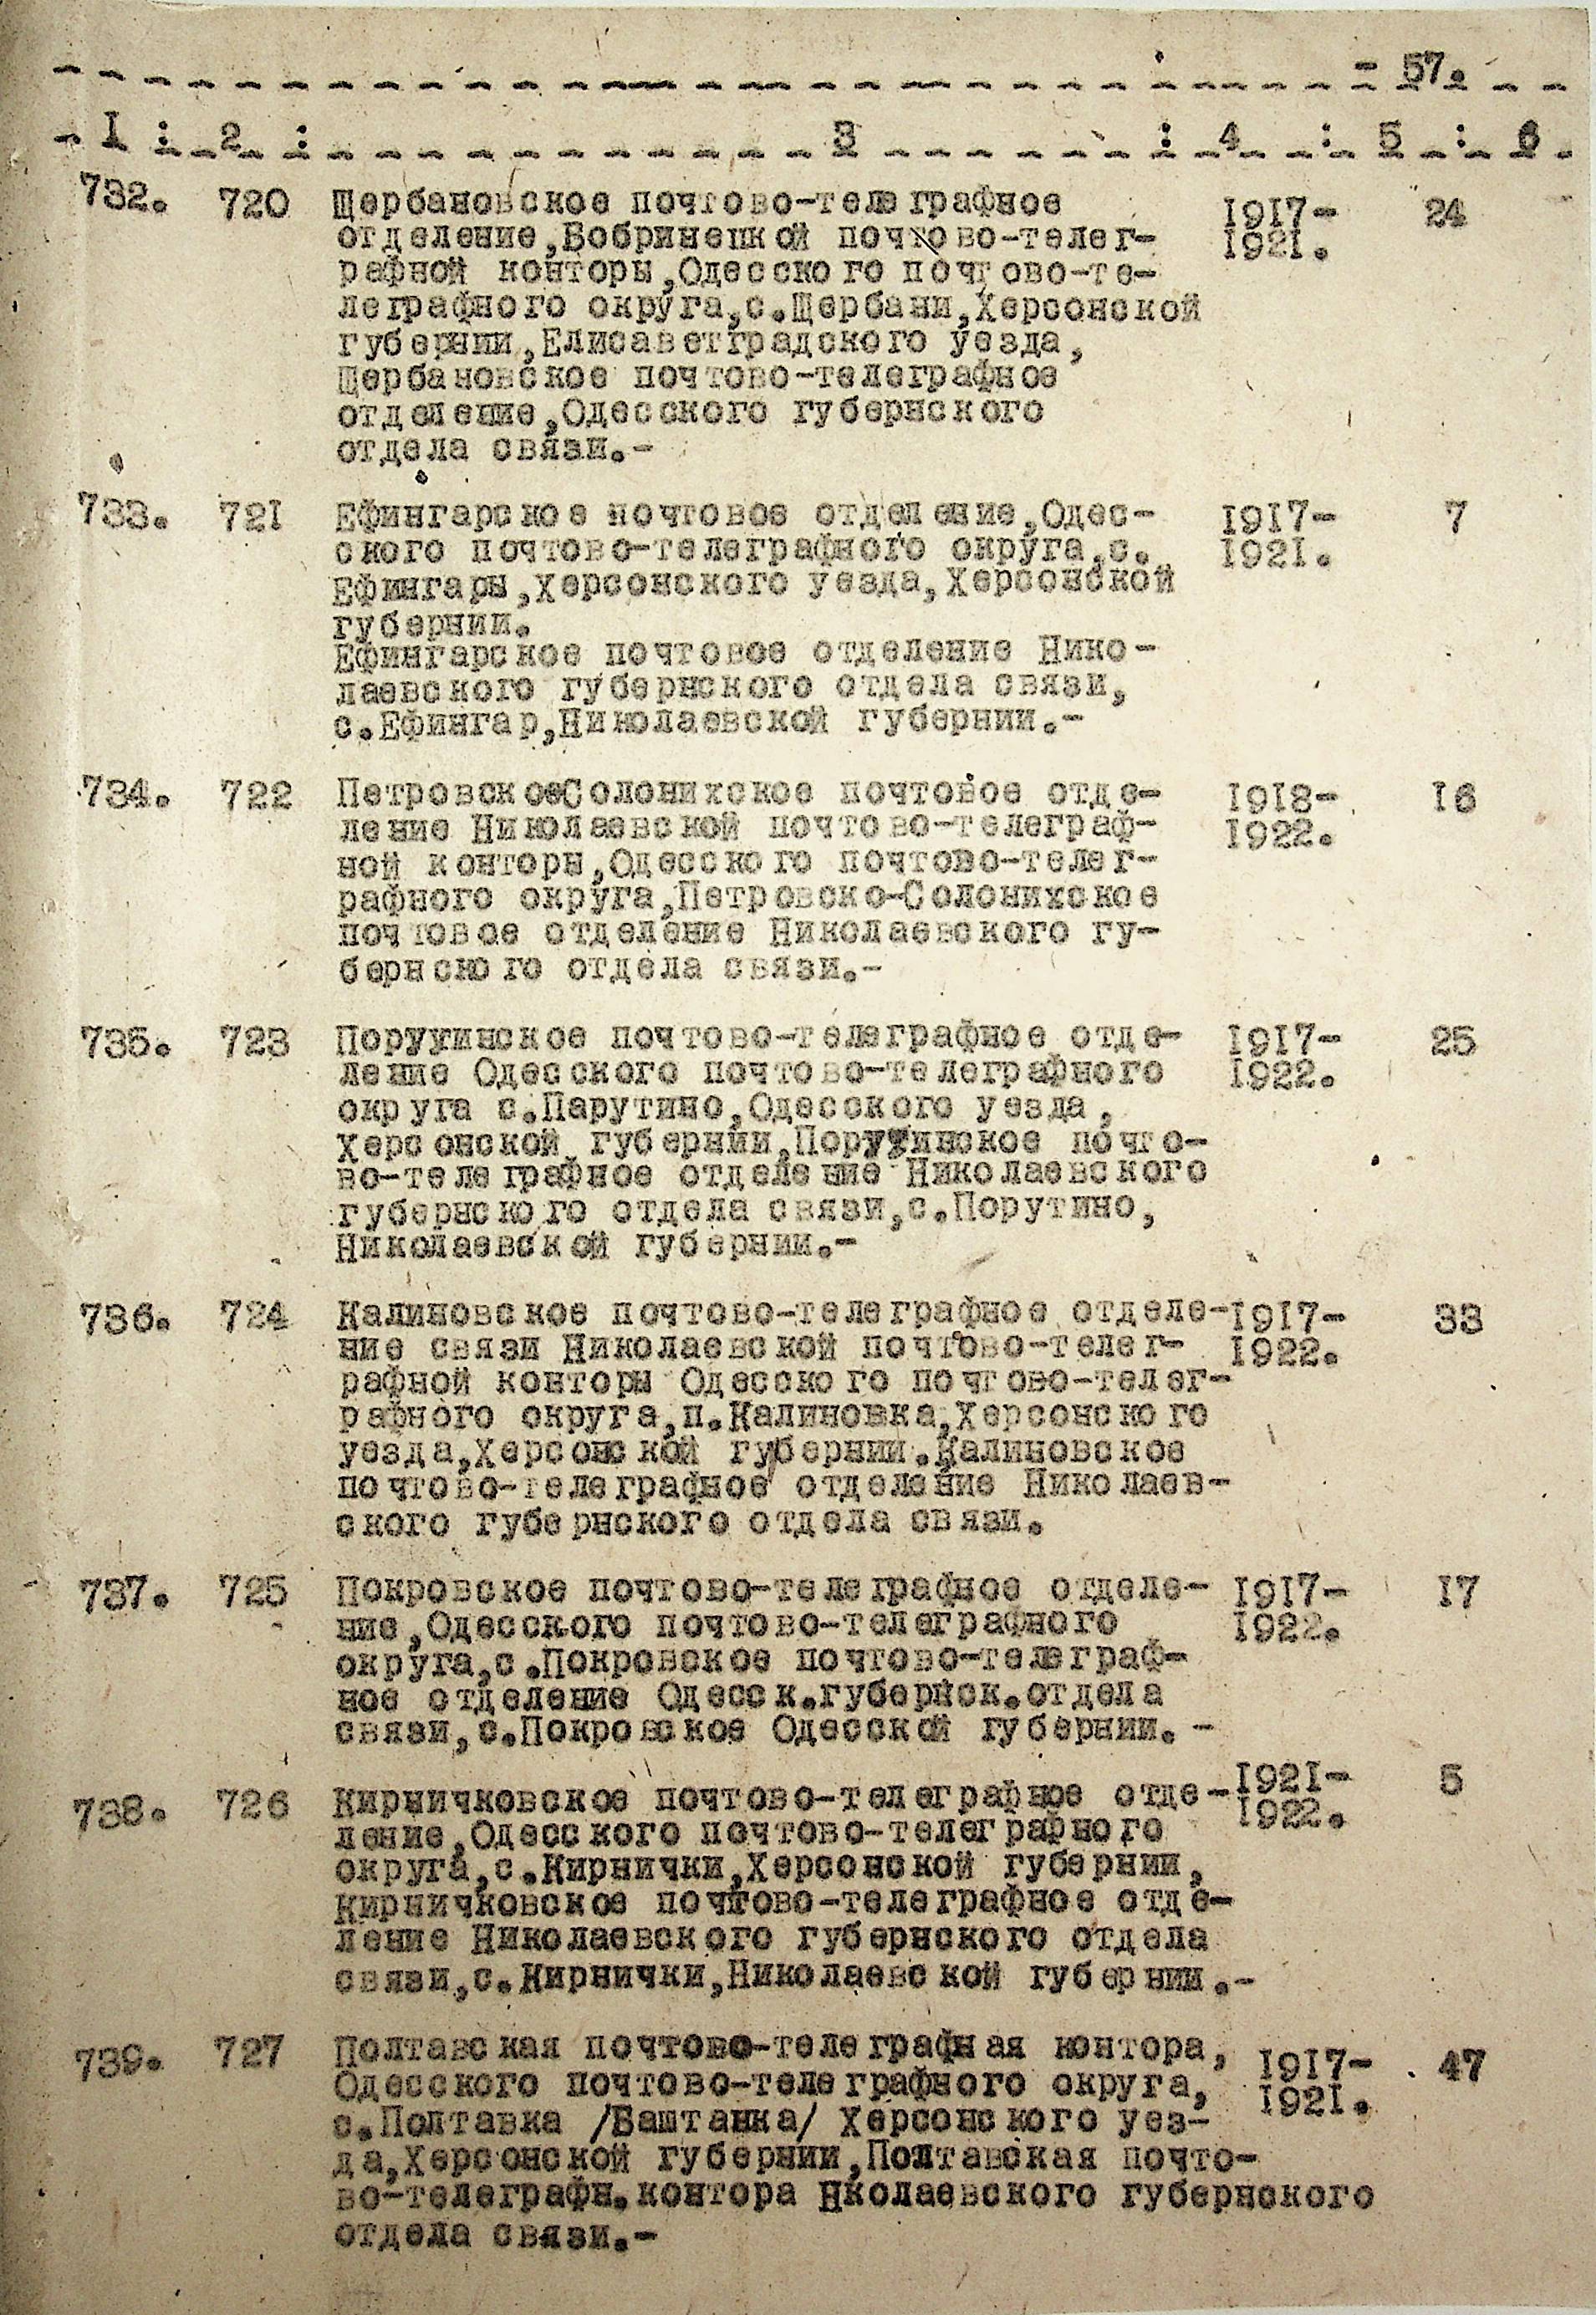 - 57.
I : 2 : 3 : 4 : 5 : 6
732. 720 Щербановское почтово-телеграфное 1917- 24
отделение,Бобринецкой почтово-телег- 1921.
рафной конторы,Одесского почтово-те-
леграфного округа,с.Щербани,Херсонской
губернии,Елисаветградского уезда,
Щербановское почтово-телеграфное
отделение,Одесского губернского
отдела связи.-
733. 721 Ефингарское почтовое отделение,Одес- 1917- 7
ского почтово-телеграфного округа,с. 1921.
Ефингары,Херсонского уезда,Херсонской
губернии.
Ефингарское почтовое отделение Нико-
лаевского губернского отдела связи,
с.Ефингар,Николаевской губернии.-
734. 722 ПетровскоеСолонихское почтовое отде- 1918- 16
ление Николаевской почтово-телеграф- 1922.
ной конторы,Одесского почтово-телег-
рафного округа,Петровско-Солонихское
почтовое отделение Николаевского гу-
бернского отдела связи.-
735. 723 Порутинское почтово-телеграфное отде- 1917- 25
ление Одесского почтово-телеграфного 1922.
округа с.Парутино,Одесского уезда,
Херсонской губернии,Порутинское почто-
во-телеграфное отделение Николаевского
губернского отдела связи,с.Порутино,
Николаевской губернии.-
736. 724 Калиновское почтово-телеграфное отделе- 1917- 33
ние связи Николаевской почтово-телег- 1922.
рафной конторы Одесского почтово-телег-
рафного округа,п.Калиновка,Херсонского
уезда,Херсонской губернии.Калиновское
почтово-телеграфное отделение Николаев-
ского губернского отдела связи.
737. 725 Покровское почтово-телеграфное отделе- 1917- 17
ние,Одесского почтово-телеграфного 1922.
округа,с.Покровское почтово-телеграф-
ное отделение Одесск.губернск.отдела
связи,с.Покровское Одесской губернии.-
738. 726 Кирничковское почтово-телеграфное отде- 1921- 5
ление,Одесского почтово-телеграфного 1922.
округа,с.Кирнички,Херсонской губернии,
Кирничковское почтово-телеграфное отде-
ление Николаевского губернского отдела
связи,с.Кирнички,Николаевской губернии.-
739. 727 Полтавская почтово-телеграфная контора, 1917- 47
Одесского почтово-телеграфного округа, 1921.
с.Полтавка /Баштанка/ Херсонского уез-
да,Херсонской губернии,Полтавская почто-
во-телеграфн.контора Нколаевского губернского
отдела связи.-